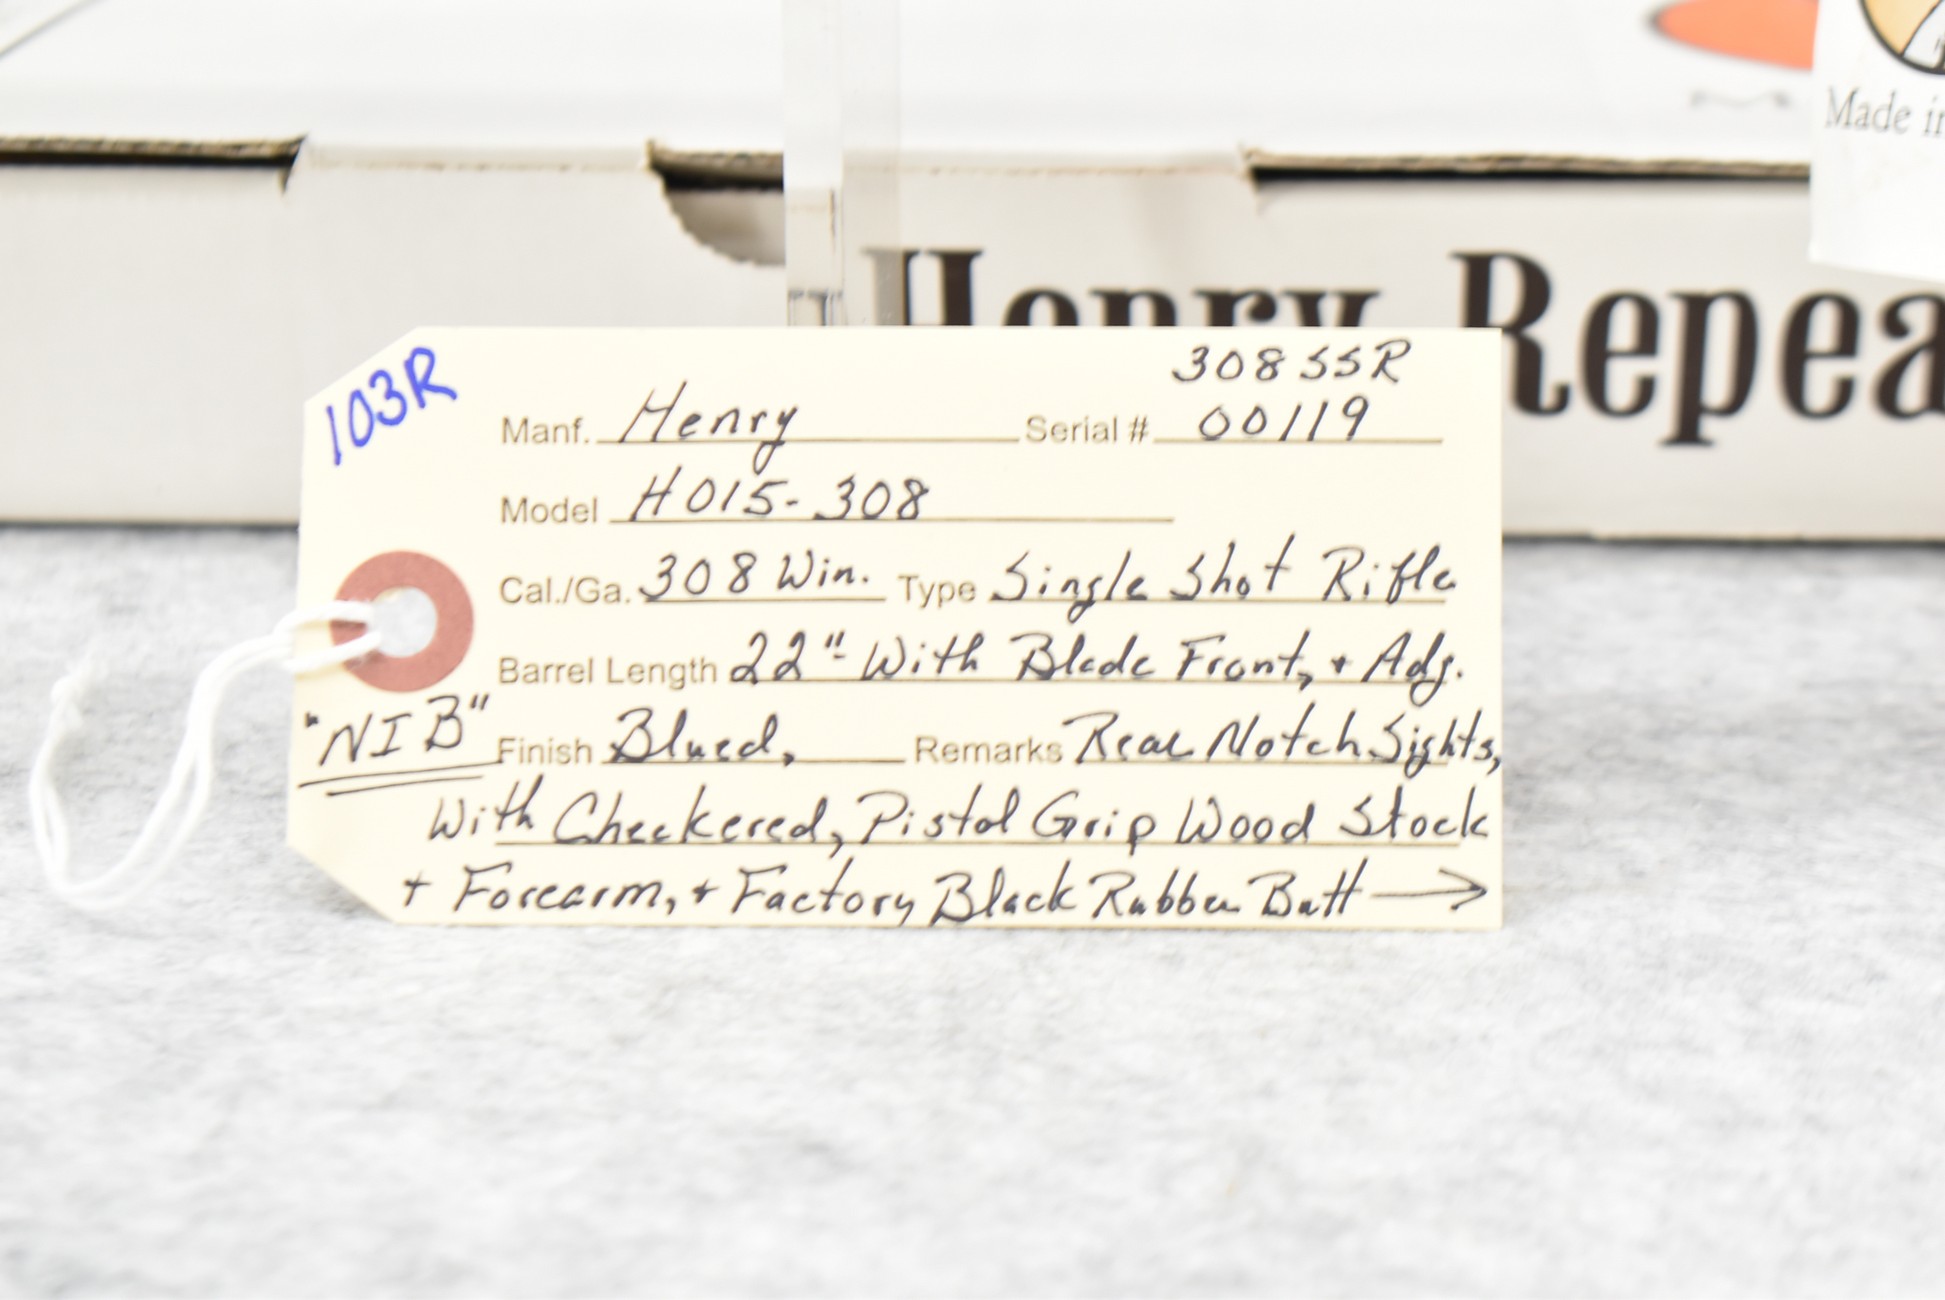 Made in
Henry Repea
103R
308SSR
Manf. Henry Serial # 00119
Model H015-308
Cal./Ga. 308 Win. Type Single Shot Rifle
Barrel Length 22" With Blade Front, + Adj.
"NIB" Finish Blued, Remarks Rear Notch Sights,
With Checkered, Pistol Grip Wood Stock
+ Forearm, + Factory Black Rubber Butt →